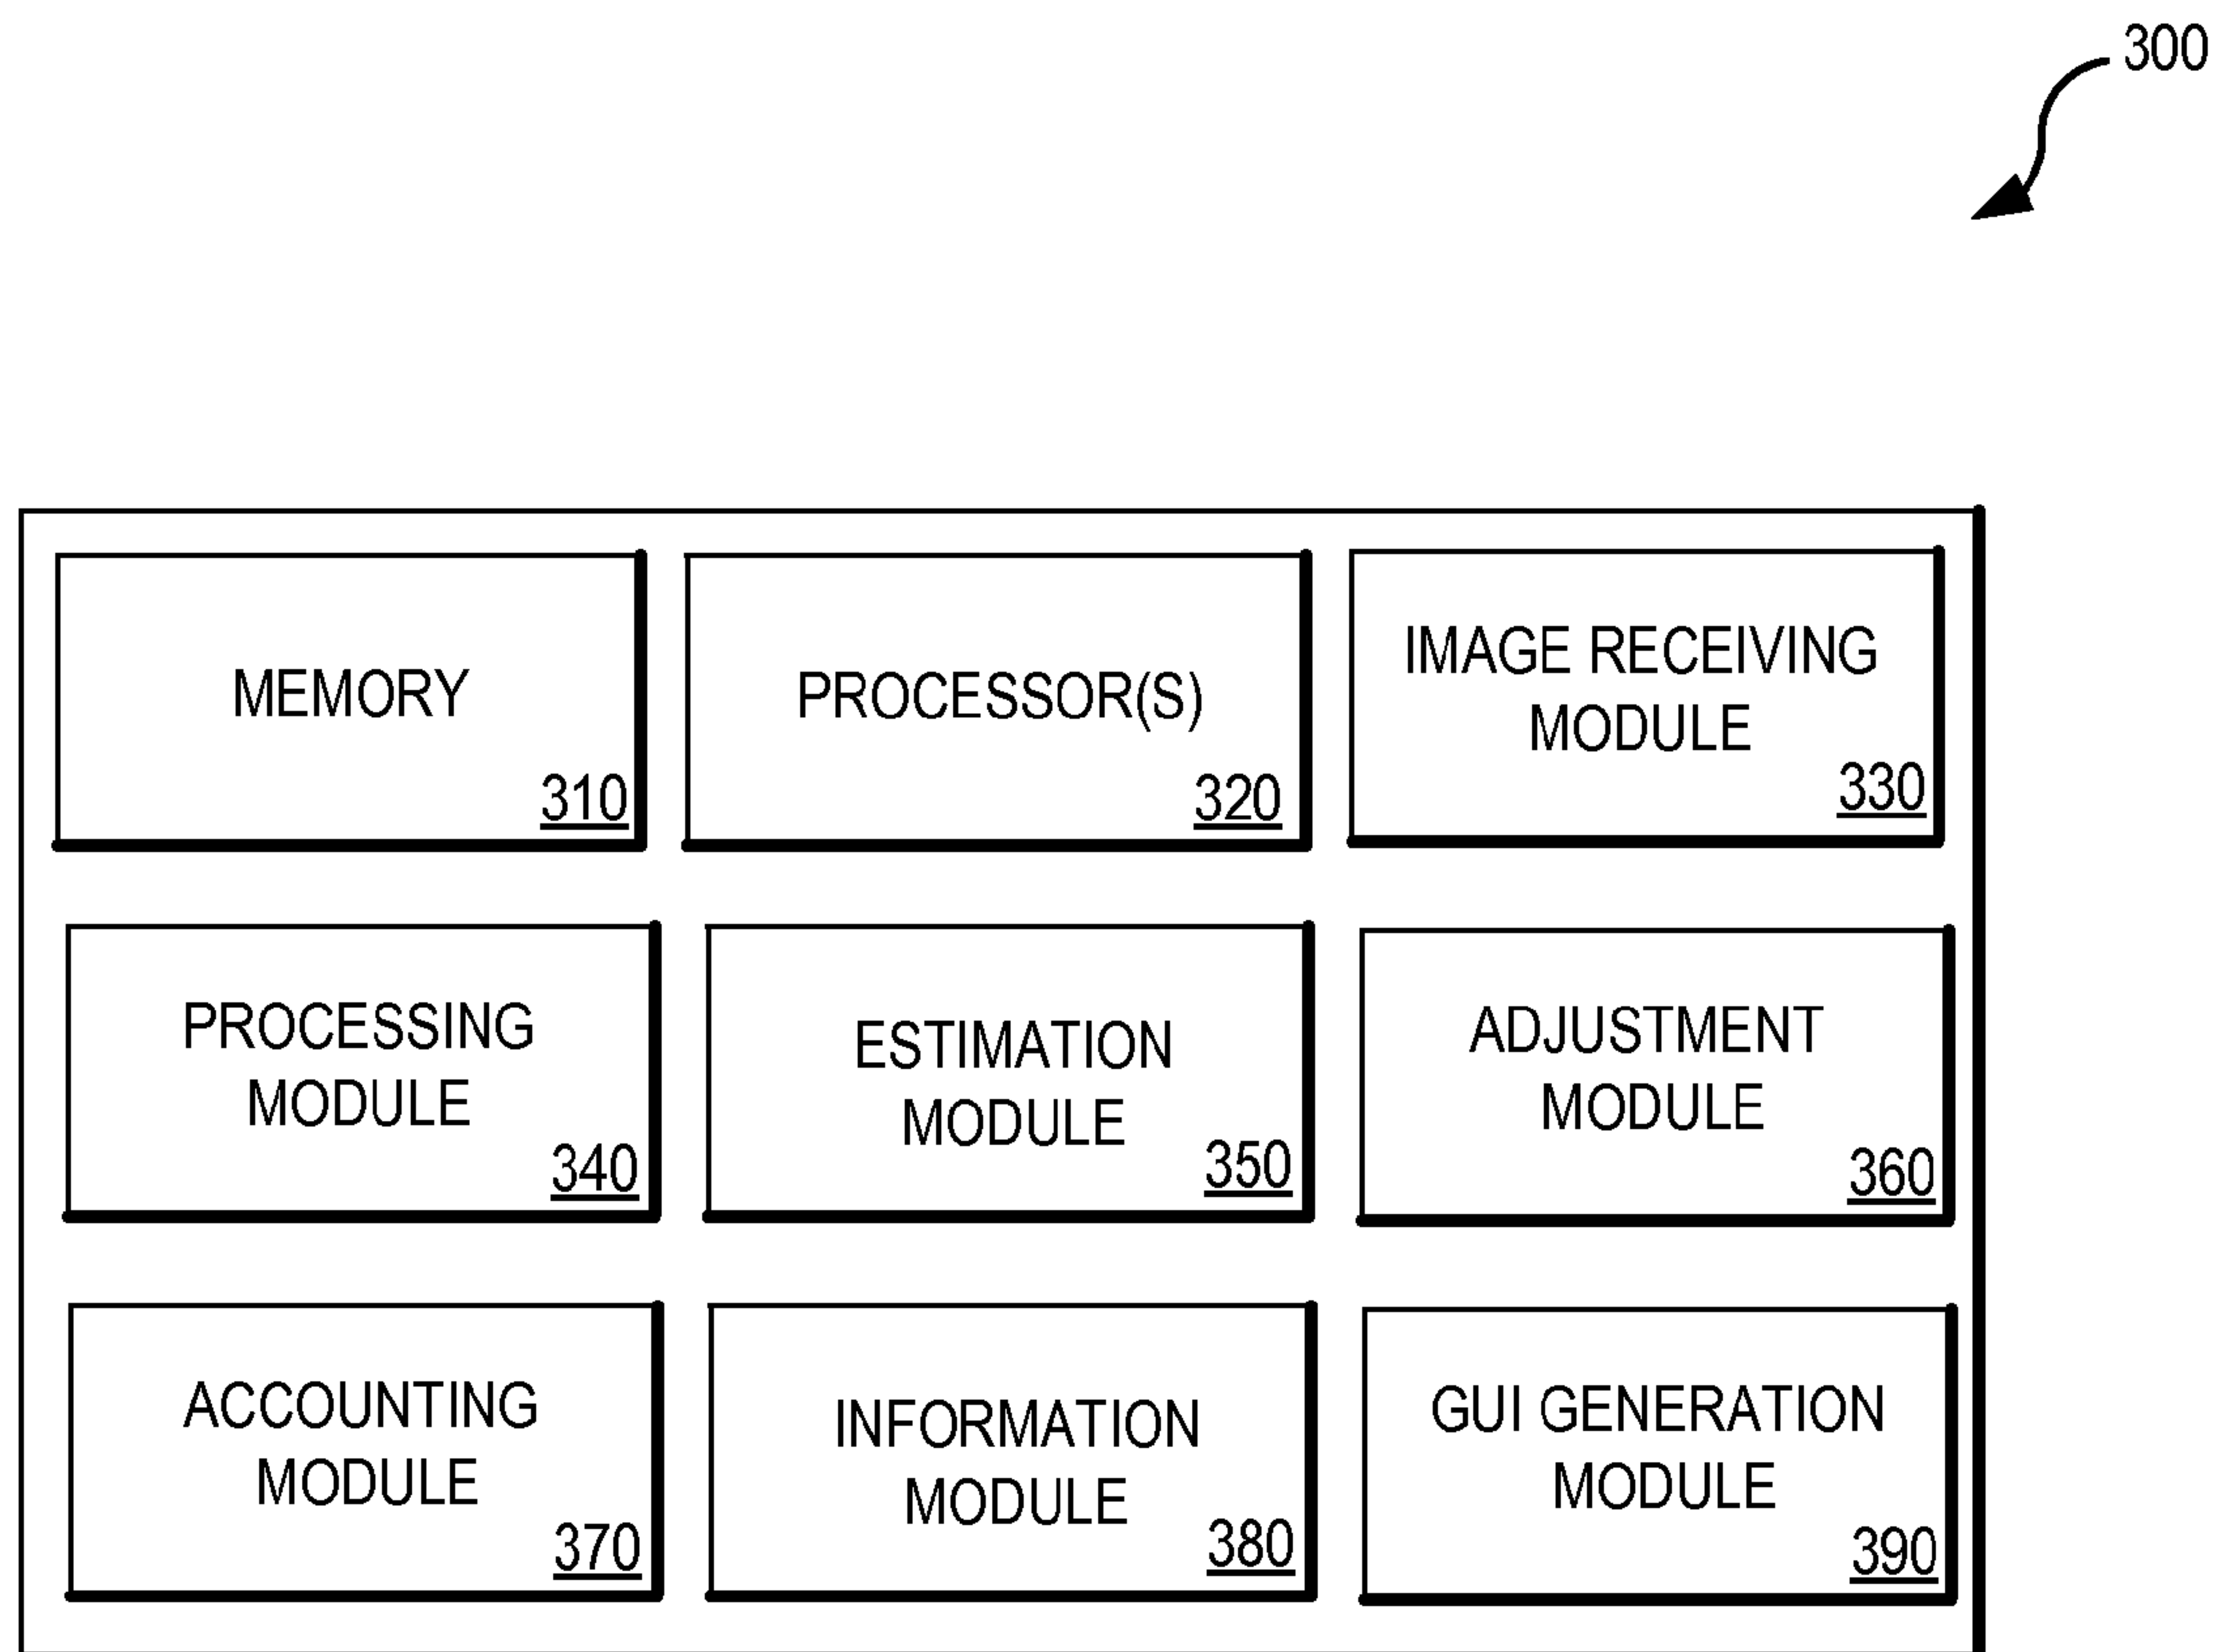 300
MEMORY
310
PROCESSOR(S)
320
IMAGE RECEIVING
MODULE
330
PROCESSING
MODULE
340
ESTIMATION
MODULE
350
ADJUSTMENT
MODULE
360
ACCOUNTING
MODULE
370
INFORMATION
MODULE
380
GUI GENERATION
MODULE
390